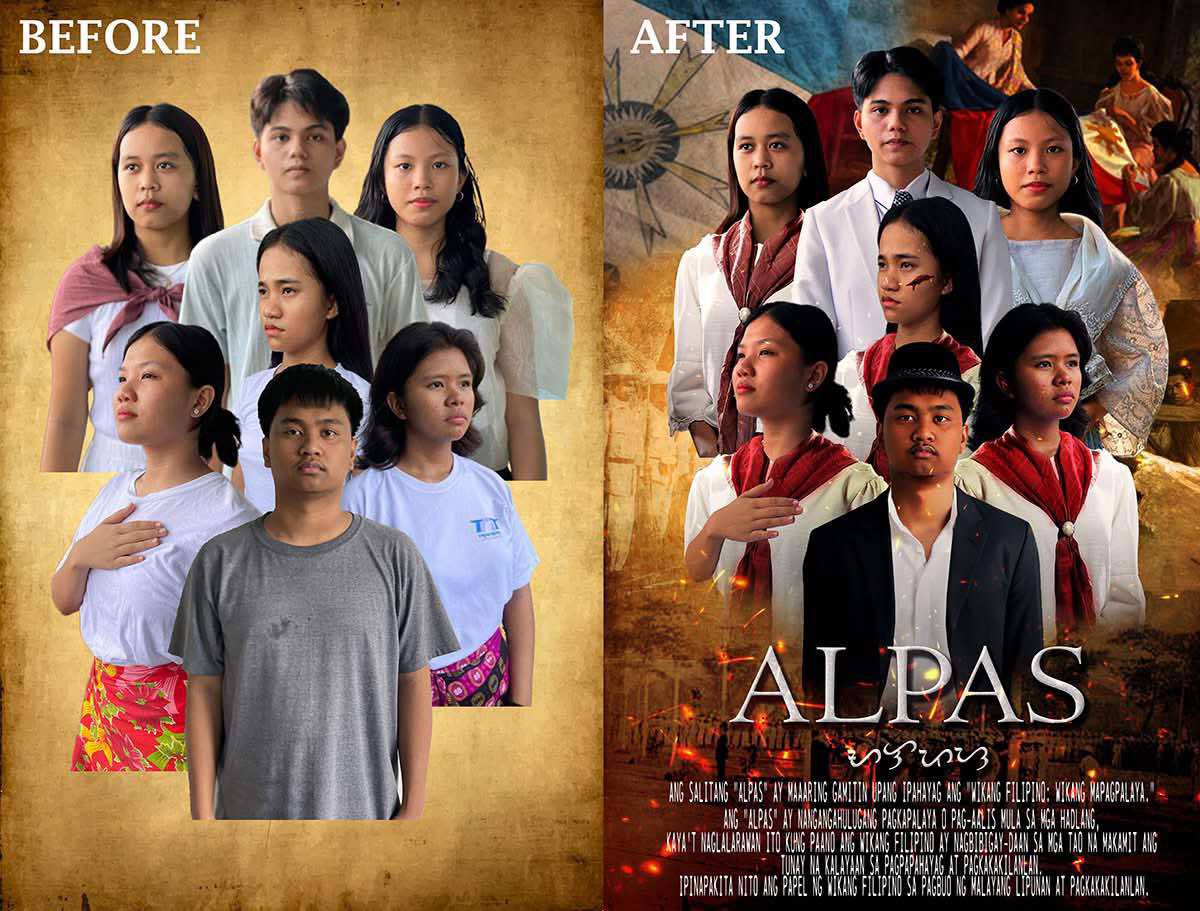 BEFORE
AFTER
ALPAS
ANG SALITANG "ALPAS" AY MAAARING GAMITIN UPANG IPAHAYAG ANG "WIKANG FILIPINO: WIKANG MAPAGPALAYA."
ANG "ALPAS" AY NANGANGAHULUGANG PAGKAPALAYA O PAG-AALIS MULA SA MGA HADLANG,
KAYA'T NAGLALARAWAN ITO KUNG PAANO ANG WIKANG FILIPINO AY NAGBIBIGAY-DAAN SA MGA TAO NA MAKAMIT ANG
TUNAY NA KALAYAAN SA PAGPAPAHAYAG AT PAGKAKAKILANLAN.
IPINAPAKITA NITO ANG PAPEL NG WIKANG FILIPINO SA PAGBUO NG MALAYANG LIPUNAN AT PAGKAKAKILANLAN.